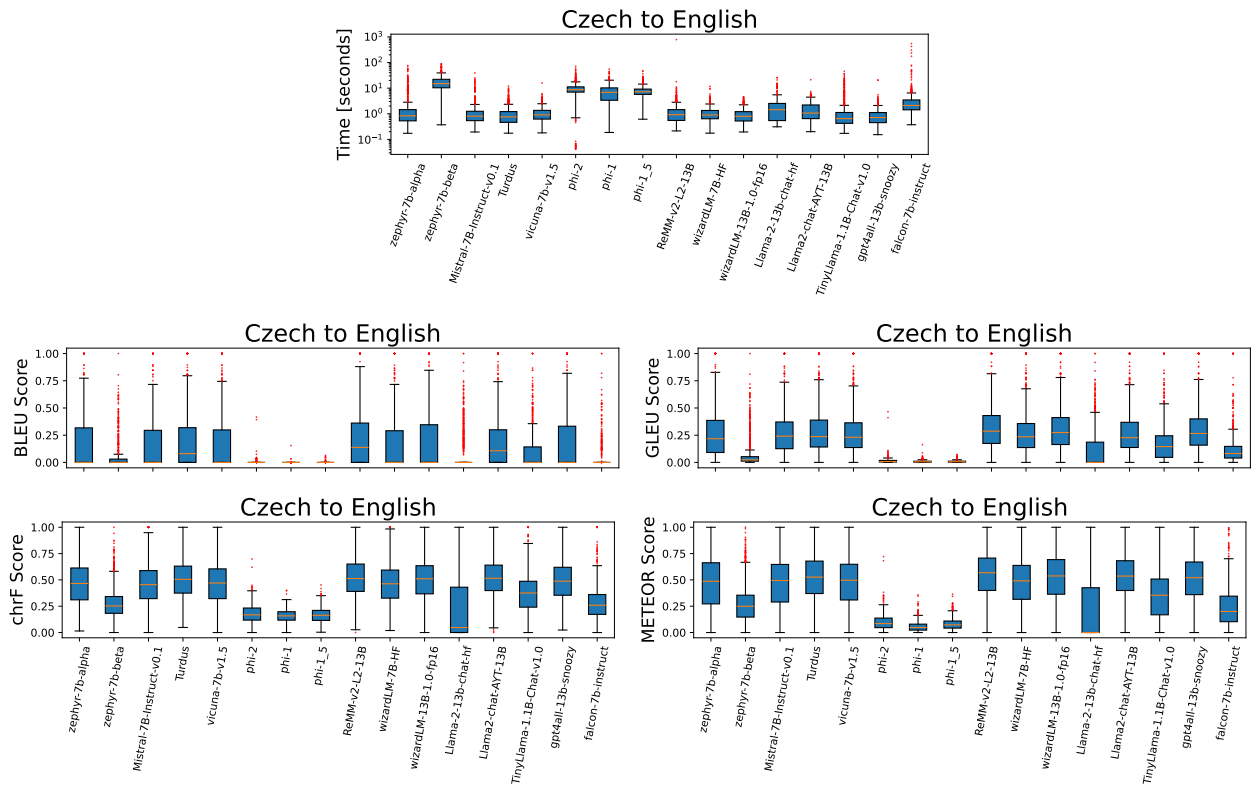 Czech to English
Time [seconds]
10³
10²
10¹
10⁰
10⁻¹
zephyr-7b-alpha
zephyr-7b-beta
Mistral-7B-Instruct-v0.1
Turdus
vicuna-7b-v1.5
phi-2
phi-1
phi-1_5
ReMM-v2-L2-13B
wizardLM-7B-HF
wizardLM-13B-1.0-fp16
Llama-2-13b-chat-hf
Llama2-chat-AYT-13B
TinyLlama-1.1B-Chat-v1.0
gpt4all-13b-snoozy
falcon-7b-instruct
Czech to English
BLEU Score
1.00
0.75
0.50
0.25
0.00
Czech to English
GLEU Score
1.00
0.75
0.50
0.25
0.00
Czech to English
chrF Score
1.00
0.75
0.50
0.25
0.00
zephyr-7b-alpha
zephyr-7b-beta
Mistral-7B-Instruct-v0.1
Turdus
vicuna-7b-v1.5
phi-2
phi-1
phi-1_5
ReMM-v2-L2-13B
wizardLM-7B-HF
wizardLM-13B-1.0-fp16
Llama-2-13b-chat-hf
Llama2-chat-AYT-13B
TinyLlama-1.1B-Chat-v1.0
gpt4all-13b-snoozy
falcon-7b-instruct
Czech to English
METEOR Score
1.00
0.75
0.50
0.25
0.00
zephyr-7b-alpha
zephyr-7b-beta
Mistral-7B-Instruct-v0.1
Turdus
vicuna-7b-v1.5
phi-2
phi-1
phi-1_5
ReMM-v2-L2-13B
wizardLM-7B-HF
wizardLM-13B-1.0-fp16
Llama-2-13b-chat-hf
Llama2-chat-AYT-13B
TinyLlama-1.1B-Chat-v1.0
gpt4all-13b-snoozy
falcon-7b-instruct